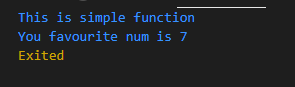 This is simple function
You favourite num is 7
Exited